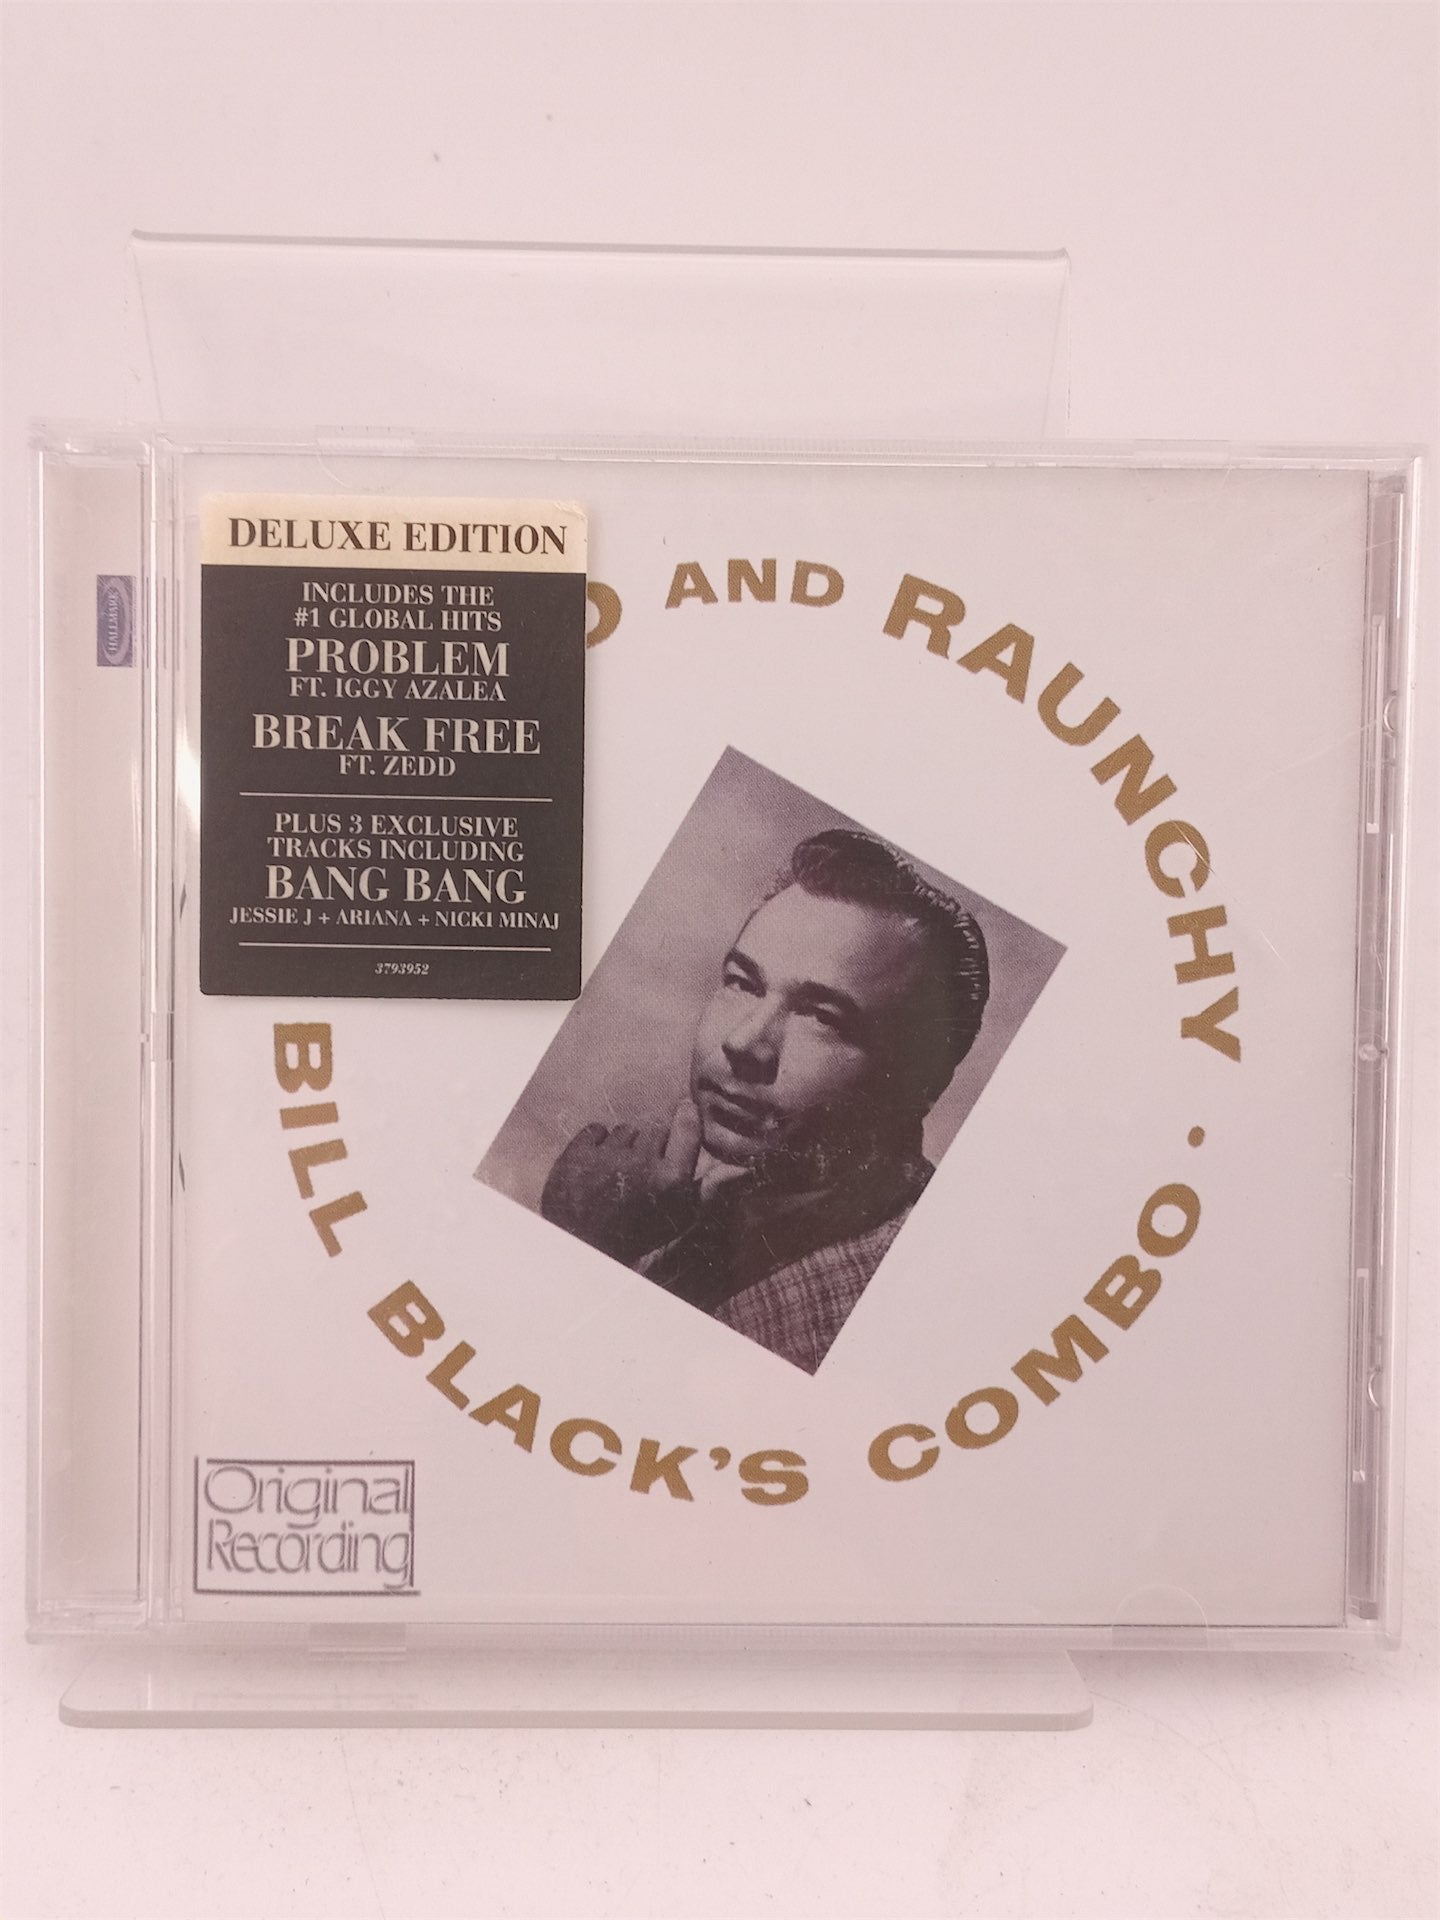 DELUXE EDITION
INCLUDES THE
#1 GLOBAL HITS
PROBLEM
FT. IGGY AZALEA
BREAK FREE
FT. ZEDD
PLUS 3 EXCLUSIVE
TRACKS INCLUDING
BANG BANG
JESSIE J + ARIANA + NICKI MINAJ
3793952
HALLMARK
AND RAUNCHY •
BILL BLACK'S COMBO
Original
Recording